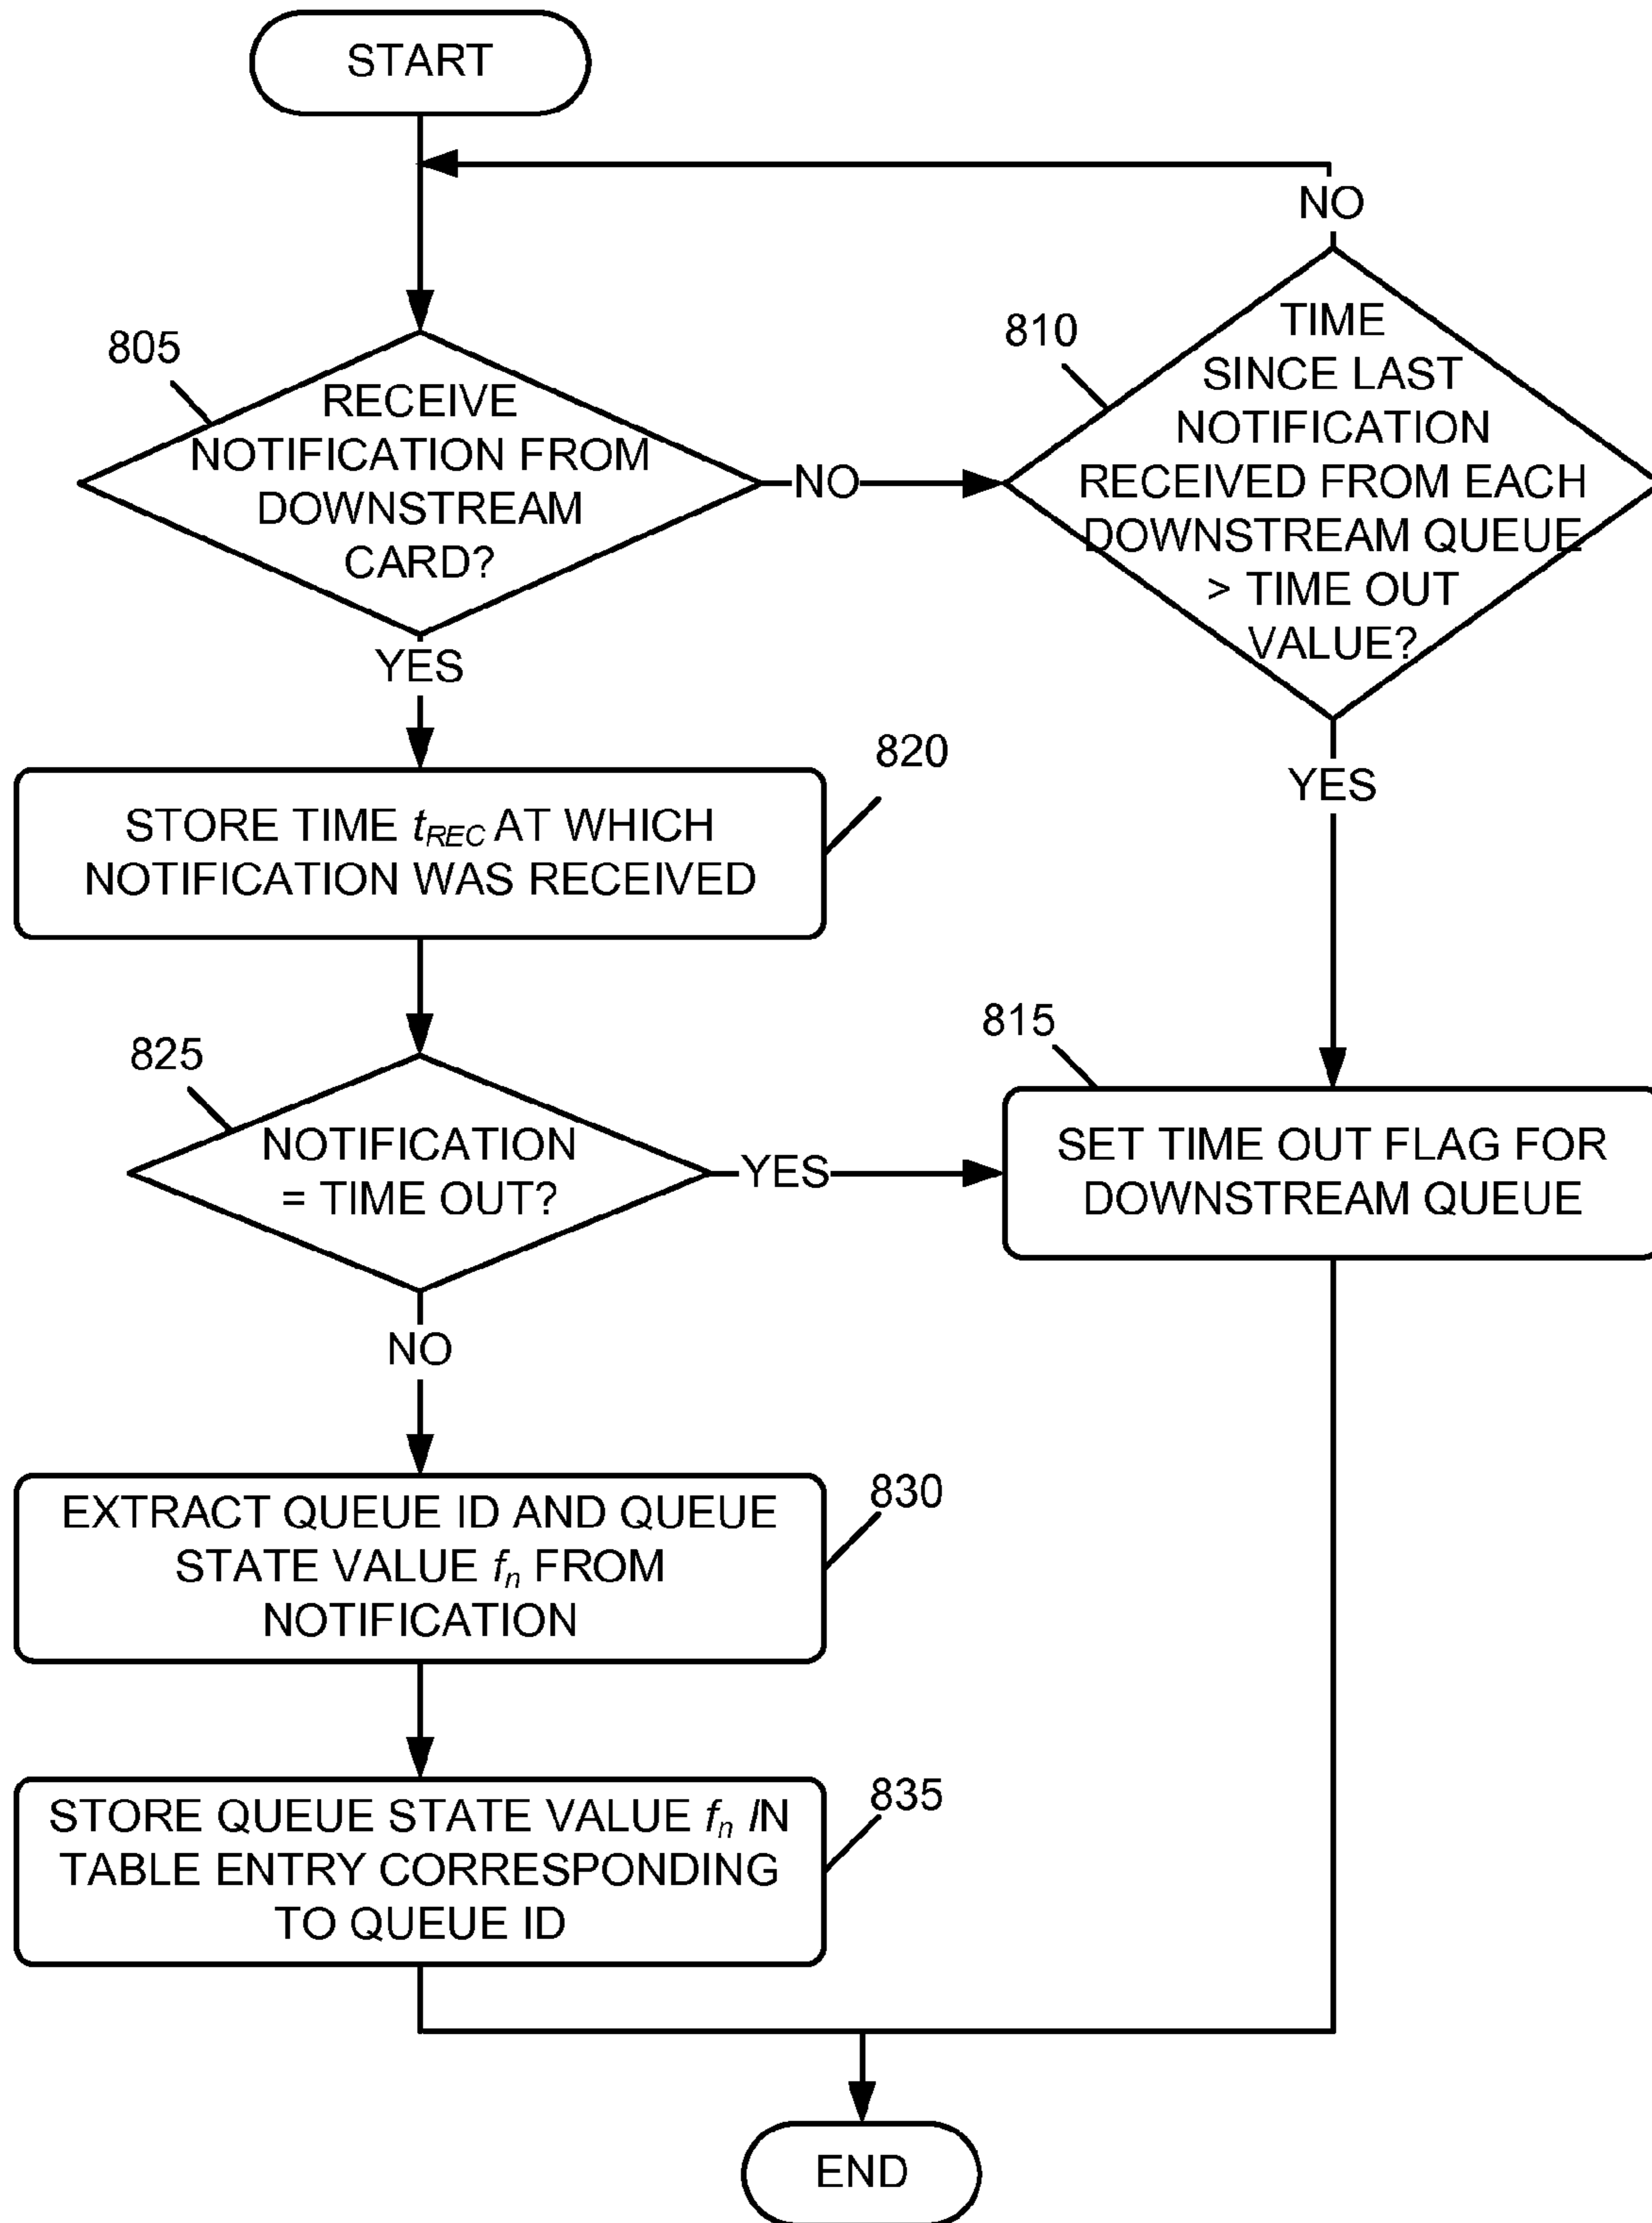 START
NO
805
RECEIVE
NOTIFICATION FROM
DOWNSTREAM
CARD?
NO
810
TIME
SINCE LAST
NOTIFICATION
RECEIVED FROM EACH
DOWNSTREAM QUEUE
> TIME OUT
VALUE?
YES
YES
820
STORE TIME tREC AT WHICH
NOTIFICATION WAS RECEIVED
825
NOTIFICATION
= TIME OUT?
YES
815
SET TIME OUT FLAG FOR
DOWNSTREAM QUEUE
NO
830
EXTRACT QUEUE ID AND QUEUE
STATE VALUE fn FROM
NOTIFICATION
835
STORE QUEUE STATE VALUE fn IN
TABLE ENTRY CORRESPONDING
TO QUEUE ID
END